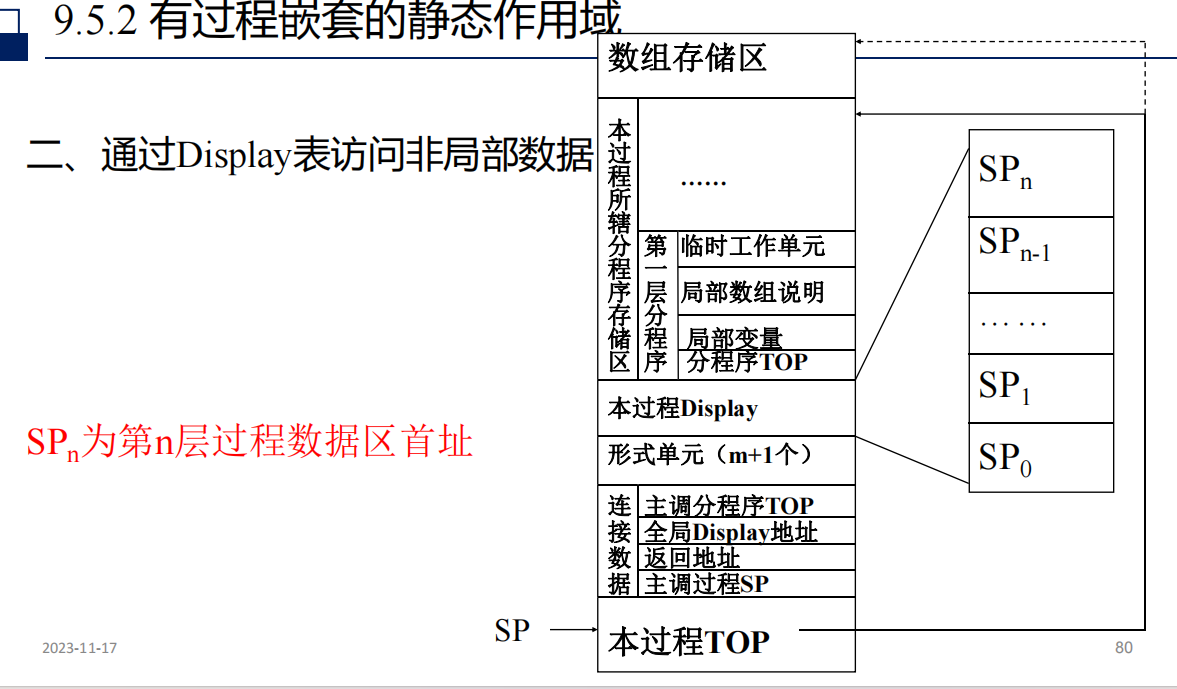 9.5.2 有过程嵌套的静态作用域
二、通过Display表访问非局部数据
SPn为第n层过程数据区首址
数组存储区
本过程所辖分程序存储区
......
第一层分程序
临时工作单元
局部数组说明
局部变量
分程序TOP
本过程Display
形式单元（m+1个）
连接数据
主调分程序TOP
全局Display地址
返回地址
主调过程SP
SP
本过程TOP
SPn
SPn-1
... ...
SP1
SP0
2023-11-17
80